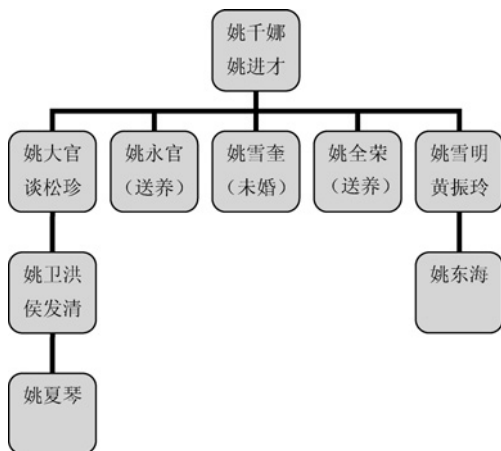 姚千娜
姚进才
姚大官
谈松珍
姚永官
（送养）
姚雪奎
（未婚）
姚全荣
（送养）
姚雪明
黄振玲
姚卫洪
侯发清
姚东海
姚夏琴